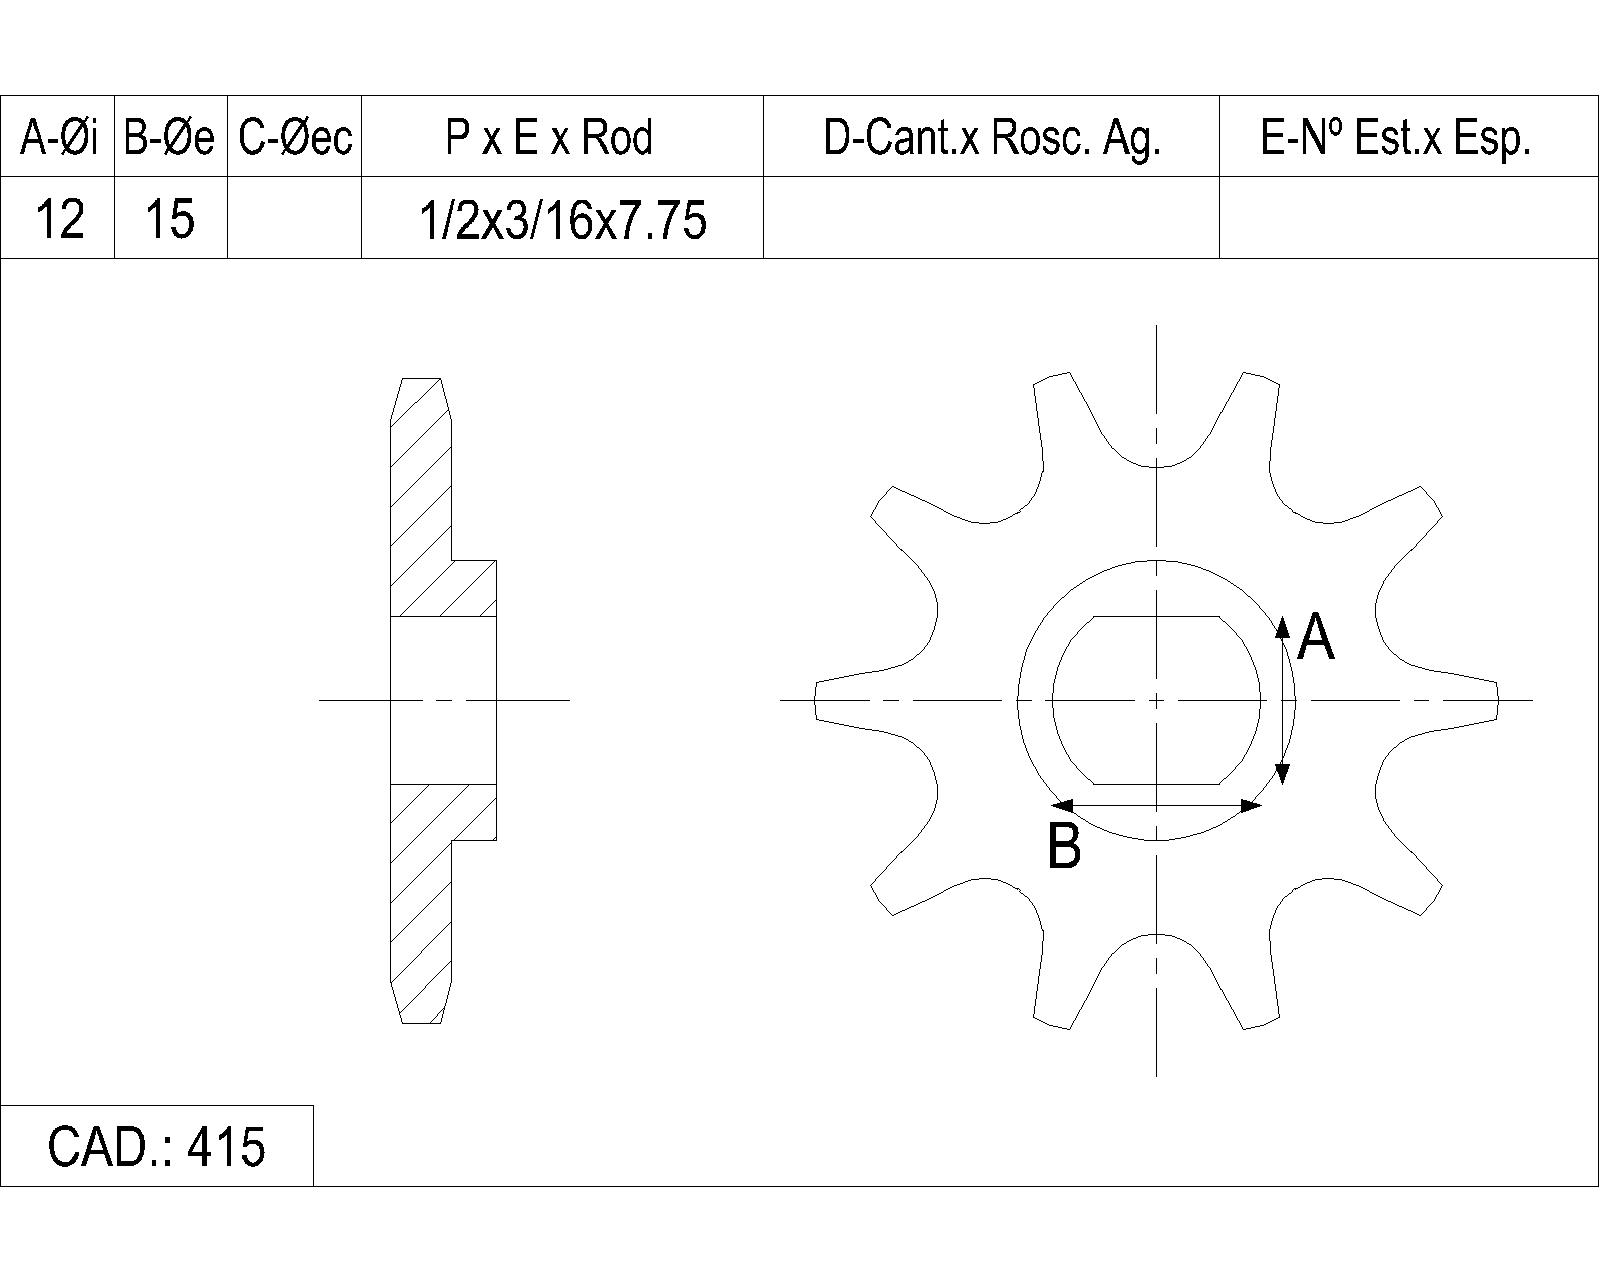 A-Øi B-Øe C-Øec P x E x Rod D-Cant.x Rosc. Ag. E-Nº Est.x Esp.
12 15 1/2x3/16x7.75
A
B
CAD.: 415